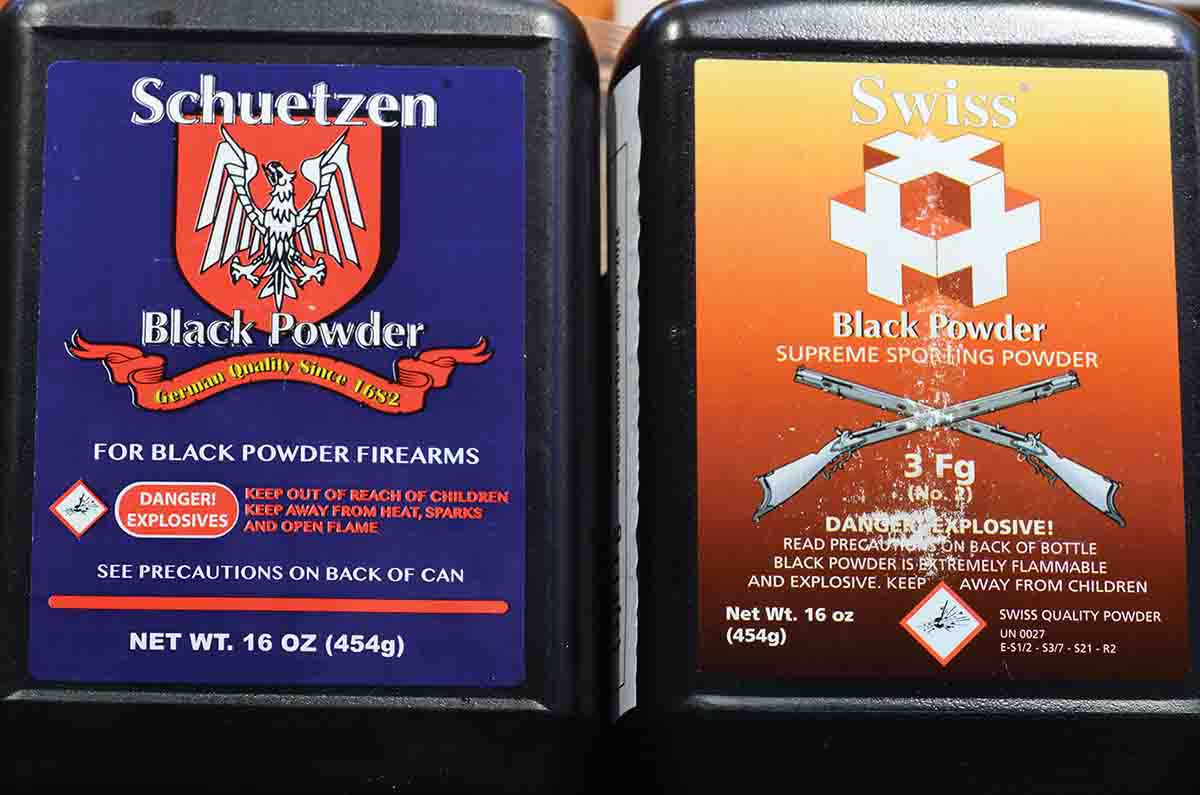 Schuetzen
Black Powder
German Quality Since 1682
FOR BLACK POWDER FIREARMS
DANGER!
EXPLOSIVES
KEEP OUT OF REACH OF CHILDREN
KEEP AWAY FROM HEAT, SPARKS
AND OPEN FLAME
SEE PRECAUTIONS ON BACK OF CAN
NET WT. 16 OZ (454g)
Swiss®
Black Powder
SUPREME SPORTING POWDER
3 Fg
(No. 2)
DANGER! EXPLOSIVE!
READ PRECAUTIONS ON BACK OF BOTTLE
BLACK POWDER IS EXTREMELY FLAMMABLE
AND EXPLOSIVE. KEEP AWAY FROM CHILDREN
Net Wt. 16 oz
(454g)
SWISS QUALITY POWDER
UN 0027
E-S1/2 - S3/7 - S21 - R2